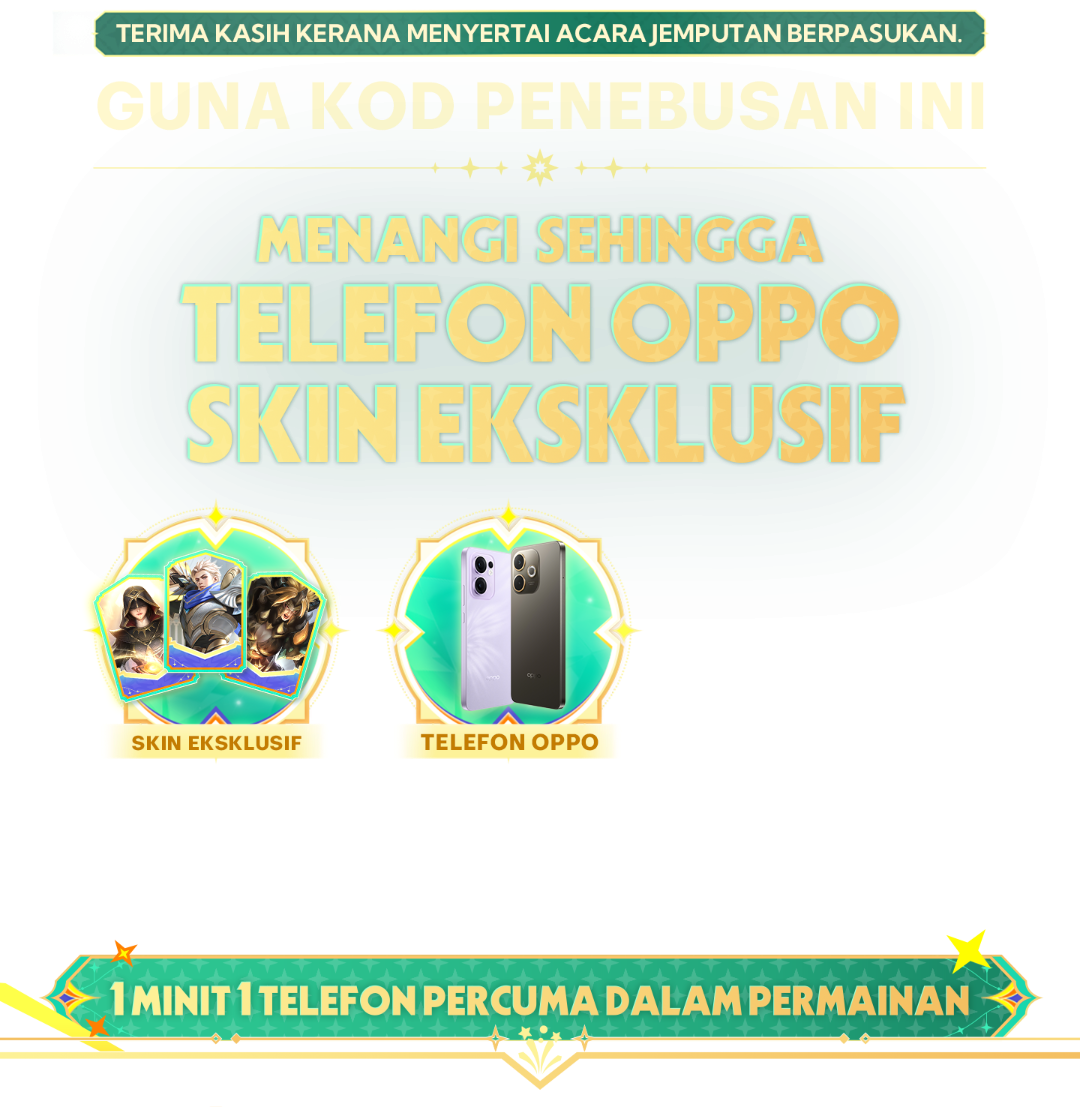 TERIMA KASIH KERANA MENYERTAI ACARA JEMPUTAN BERPASUKAN.
GUNA KOD PENEBUSAN INI
MENANGI SEHINGGA
TELEFON OPPO
SKIN EKSKLUSIF
SKIN EKSKLUSIF
TELEFON OPPO
1 MINIT 1 TELEFON PERCUMA DALAM PERMAINAN